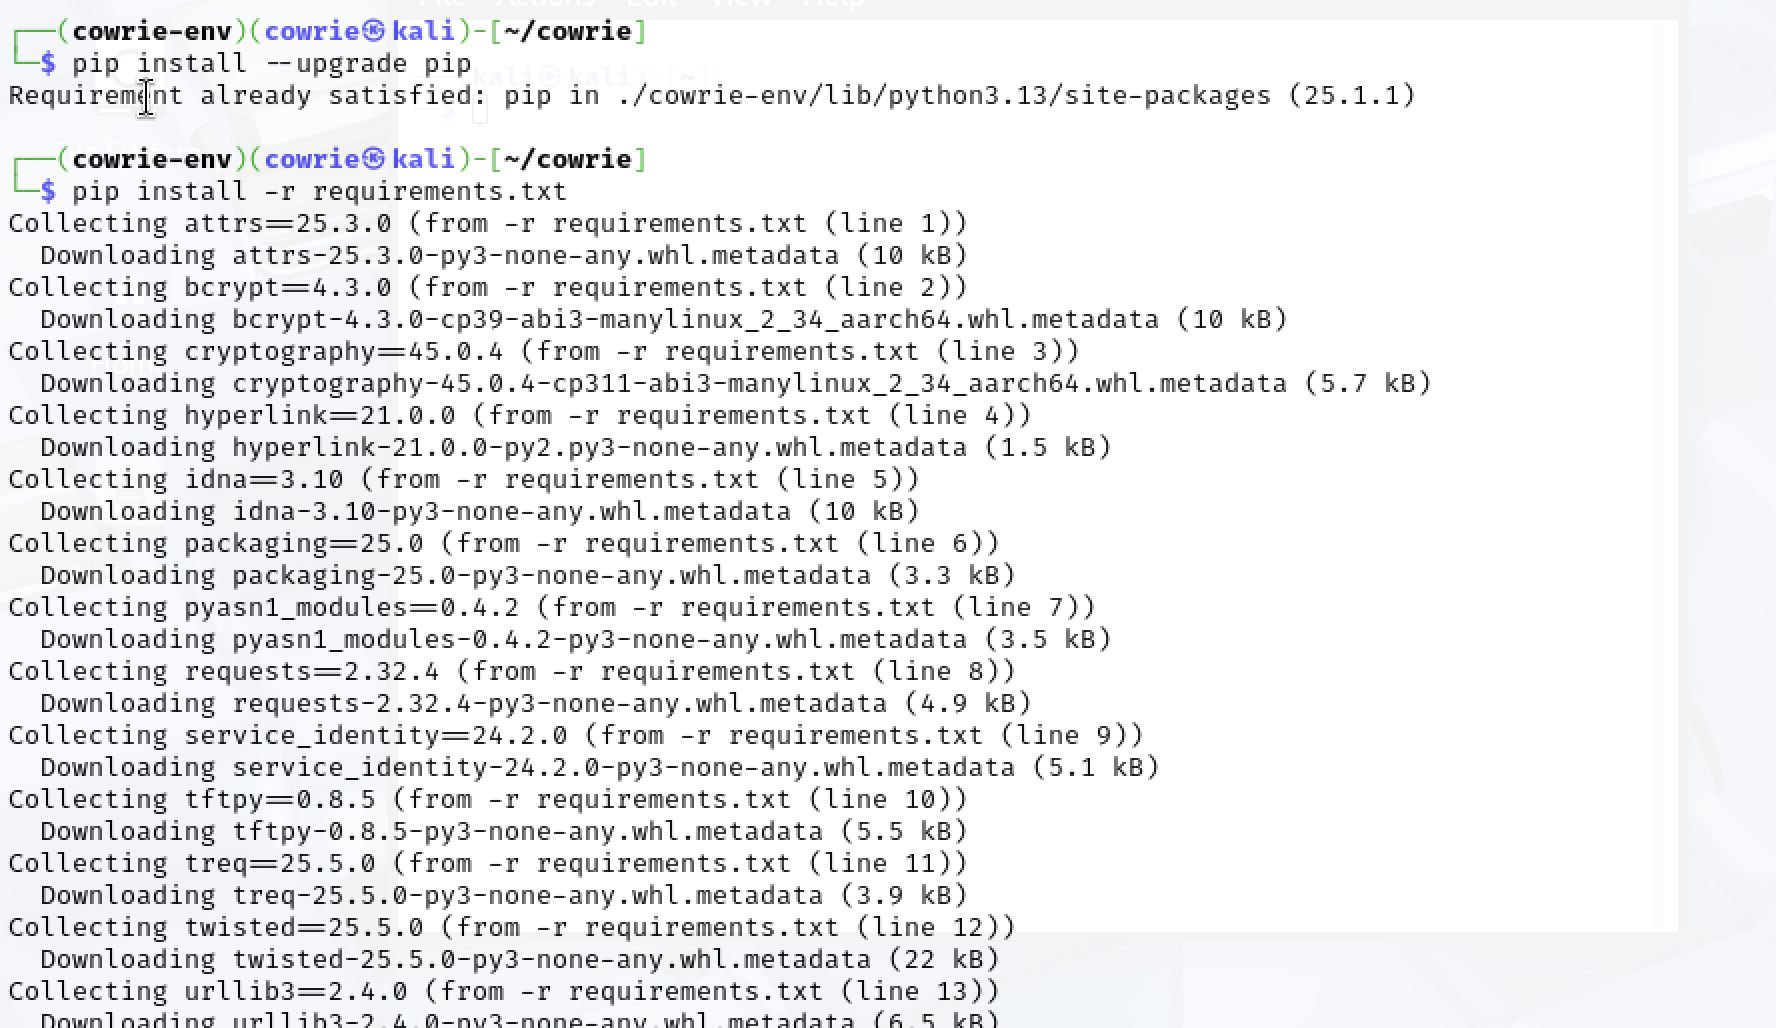 File Actions Edit View Help
┌──(cowrie-env)(cowrie㉿kali)-[~/cowrie]
└─$ pip install --upgrade pip
kali㉿kali)-[~]
Requirement already satisfied: pip in ./cowrie-env/lib/python3.13/site-packages (25.1.1)
┌──(cowrie-env)(cowrie㉿kali)-[~/cowrie]
└─$ pip install -r requirements.txt
Collecting attrs==25.3.0 (from -r requirements.txt (line 1))
  Downloading attrs-25.3.0-py3-none-any.whl.metadata (10 kB)
Collecting bcrypt==4.3.0 (from -r requirements.txt (line 2))
  Downloading bcrypt-4.3.0-cp39-abi3-manylinux_2_34_aarch64.whl.metadata (10 kB)
Collecting cryptography==45.0.4 (from -r requirements.txt (line 3))
  Downloading cryptography-45.0.4-cp311-abi3-manylinux_2_34_aarch64.whl.metadata (5.7 kB)
Collecting hyperlink==21.0.0 (from -r requirements.txt (line 4))
  Downloading hyperlink-21.0.0-py2.py3-none-any.whl.metadata (1.5 kB)
Collecting idna==3.10 (from -r requirements.txt (line 5))
  Downloading idna-3.10-py3-none-any.whl.metadata (10 kB)
Collecting packaging==25.0 (from -r requirements.txt (line 6))
  Downloading packaging-25.0-py3-none-any.whl.metadata (3.3 kB)
Collecting pyasn1_modules==0.4.2 (from -r requirements.txt (line 7))
  Downloading pyasn1_modules-0.4.2-py3-none-any.whl.metadata (3.5 kB)
Collecting requests==2.32.4 (from -r requirements.txt (line 8))
  Downloading requests-2.32.4-py3-none-any.whl.metadata (4.9 kB)
Collecting service_identity==24.2.0 (from -r requirements.txt (line 9))
  Downloading service_identity-24.2.0-py3-none-any.whl.metadata (5.1 kB)
Collecting tftpy==0.8.5 (from -r requirements.txt (line 10))
  Downloading tftpy-0.8.5-py3-none-any.whl.metadata (5.5 kB)
Collecting treq==25.5.0 (from -r requirements.txt (line 11))
  Downloading treq-25.5.0-py3-none-any.whl.metadata (3.9 kB)
Collecting twisted==25.5.0 (from -r requirements.txt (line 12))
  Downloading twisted-25.5.0-py3-none-any.whl.metadata (22 kB)
Collecting urllib3==2.4.0 (from -r requirements.txt (line 13))
  Downloading urllib3-2.4.0-py3-none-any.whl.metadata (6.5 kB)